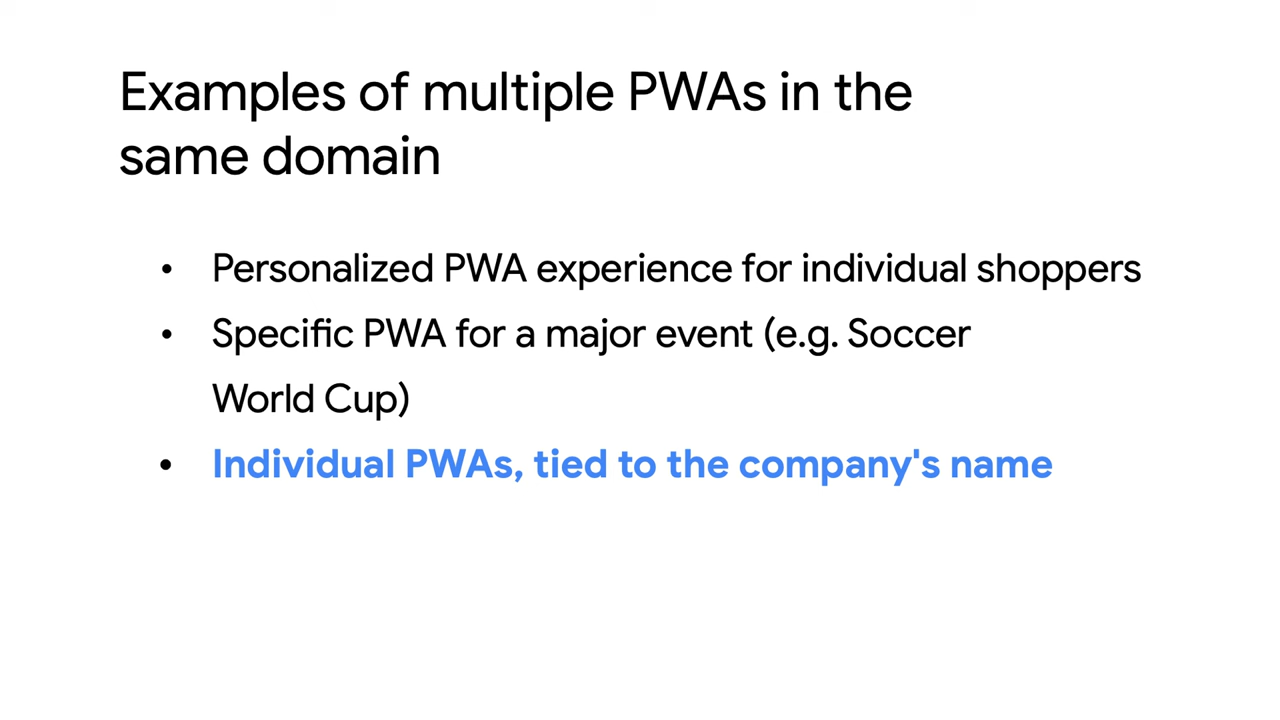 Examples of multiple PWAs in the
same domain
• Personalized PWA experience for individual shoppers
• Specific PWA for a major event (e.g. Soccer
World Cup)
• Individual PWAs, tied to the company's name